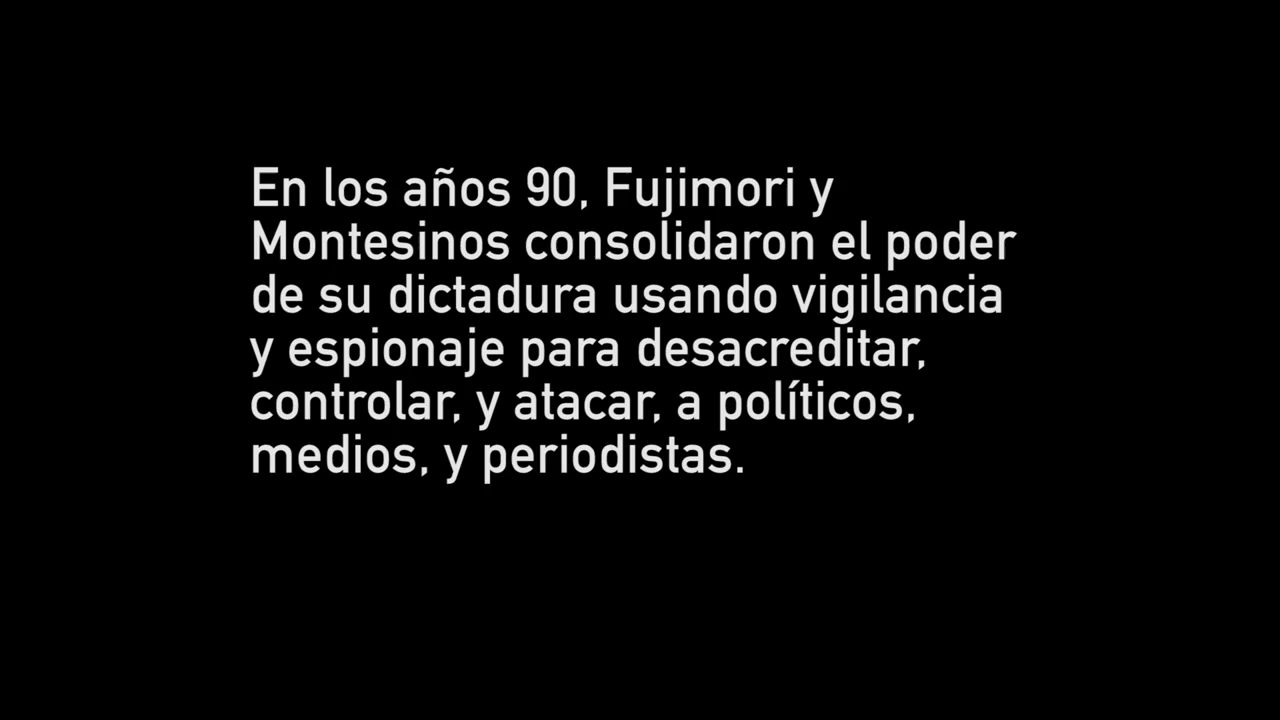 En los años 90, Fujimori y
Montesinos consolidaron el poder
de su dictadura usando vigilancia
y espionaje para desacreditar,
controlar, y atacar, a políticos,
medios, y periodistas.